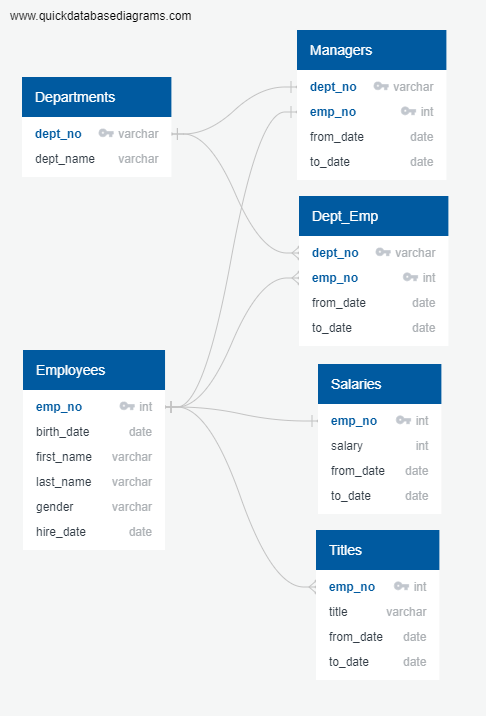 www.quickdatabasediagrams.com
Departments
dept_no varchar
dept_name varchar
Managers
dept_no varchar
emp_no int
from_date date
to_date date
Dept_Emp
dept_no varchar
emp_no int
from_date date
to_date date
Employees
emp_no int
birth_date date
first_name varchar
last_name varchar
gender varchar
hire_date date
Salaries
emp_no int
salary int
from_date date
to_date date
Titles
emp_no int
title varchar
from_date date
to_date date